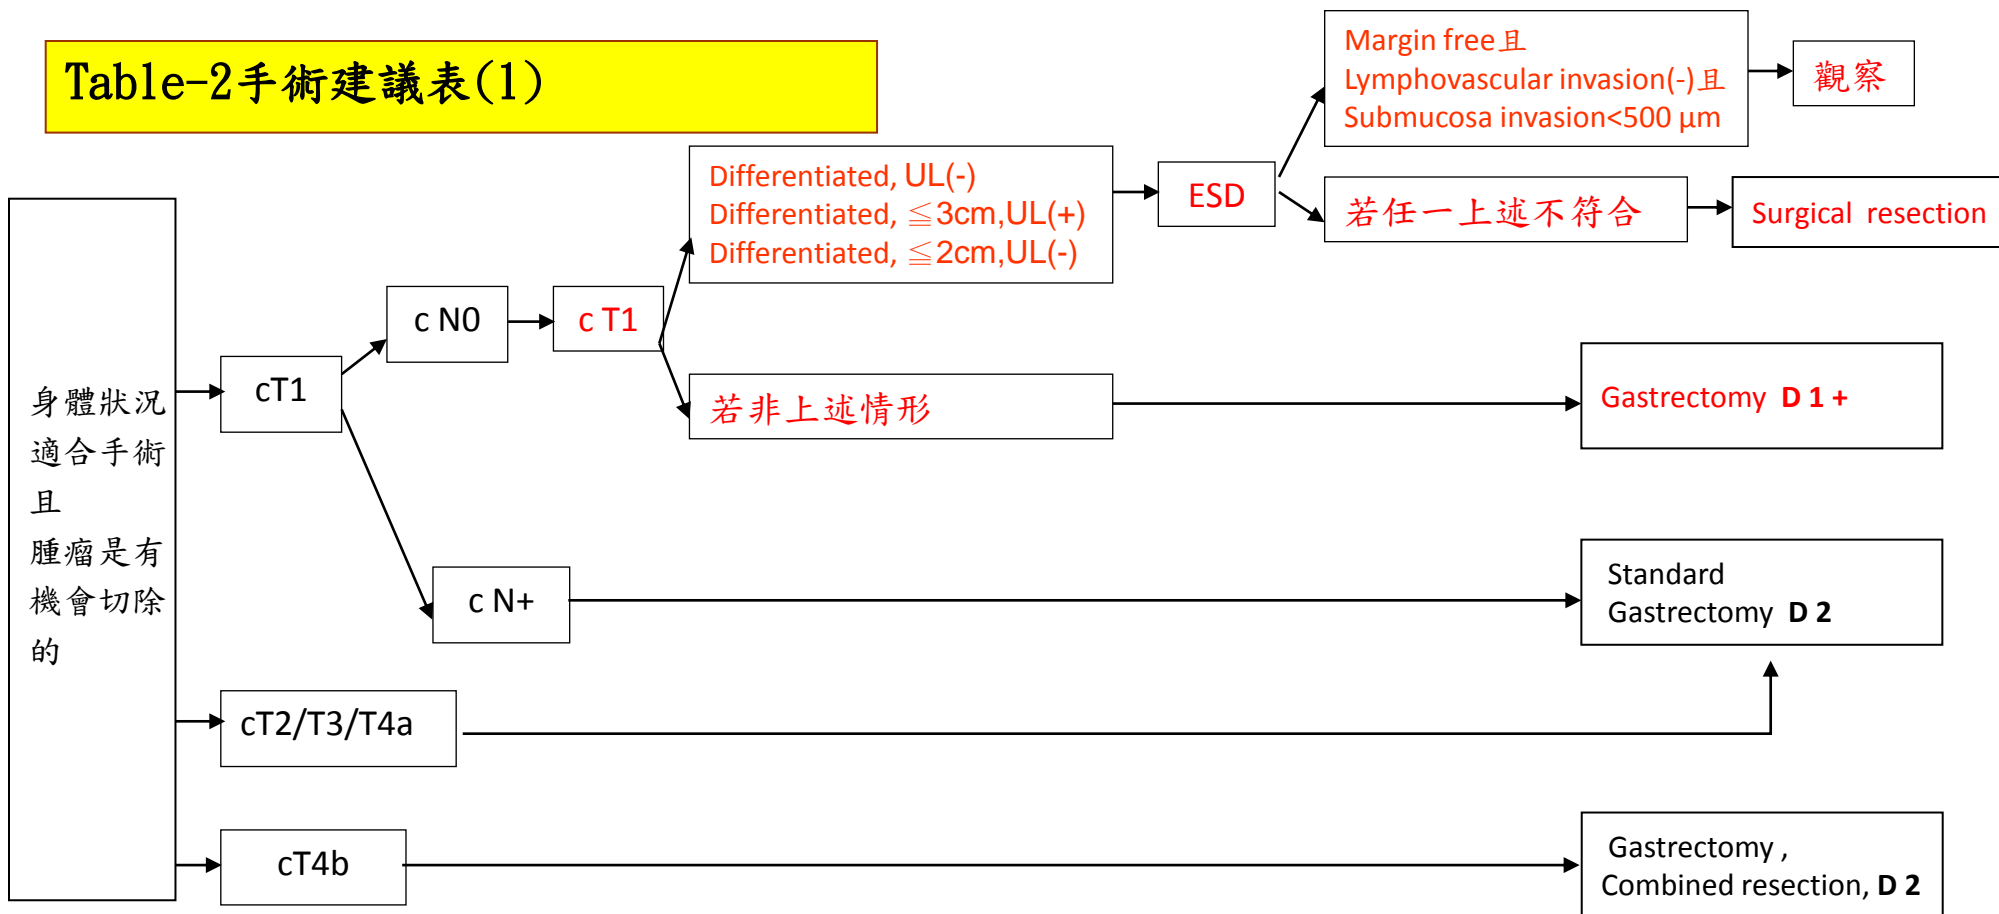 Table-2手術建議表(1)
Margin free且
Lymphovascular invasion(-)且
Submucosa invasion<500 μm
觀察
Differentiated, UL(-)
Differentiated, ≦3cm,UL(+)
Differentiated, ≦2cm,UL(-)
ESD
若任一上述不符合
Surgical resection
身體狀況
適合手術
且
腫瘤是有
機會切除
的
cT1
c N0
c T1
若非上述情形
Gastrectomy D 1 +
c N+
Standard
Gastrectomy D 2
cT2/T3/T4a
cT4b
Gastrectomy ,
Combined resection, D 2